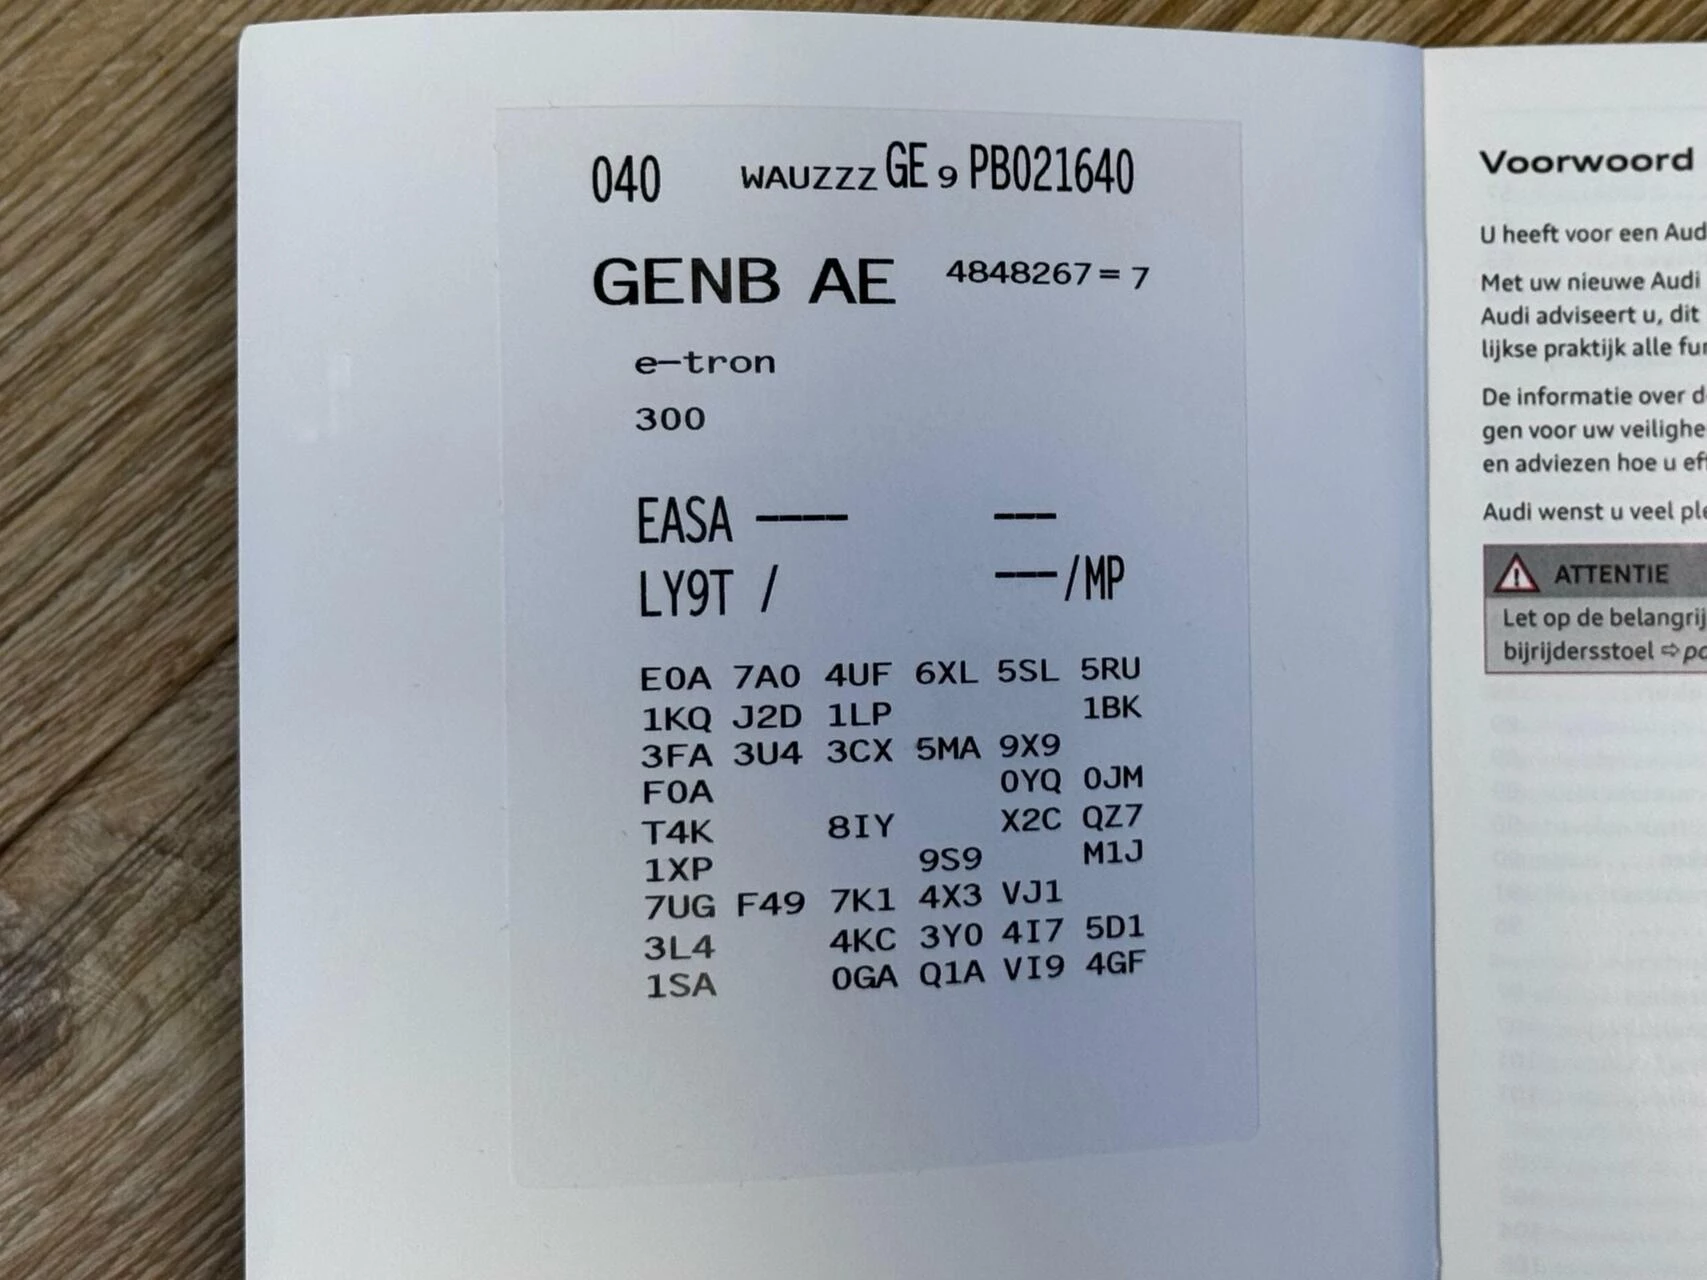 040 WAUZZZ GE 9 PB021640
GENB AE 4848267 = 7
e-tron
300
EASA ---- ---
LY9T / ---/MP
E0A 7A0 4UF 6XL 5SL 5RU
1KQ J2D 1LP 1BK
3FA 3U4 3CX 5MA 9X9
F0A 0YQ 0JM
T4K 8IY X2C QZ7
1XP 9S9 M1J
7UG F49 7K1 4X3 VJ1
3L4 4KC 3Y0 4I7 5D1
1SA 0GA Q1A VI9 4GF
Voorwoord
U heeft voor een Aud
Met uw nieuwe Audi
Audi adviseert u, dit
lijkse praktijk alle fun
De informatie over d
gen voor uw veilighe
en adviezen hoe u eff
Audi wenst u veel ple
ATTENTIE
Let op de belangrij
bijrijdersstoel ⇨ pa